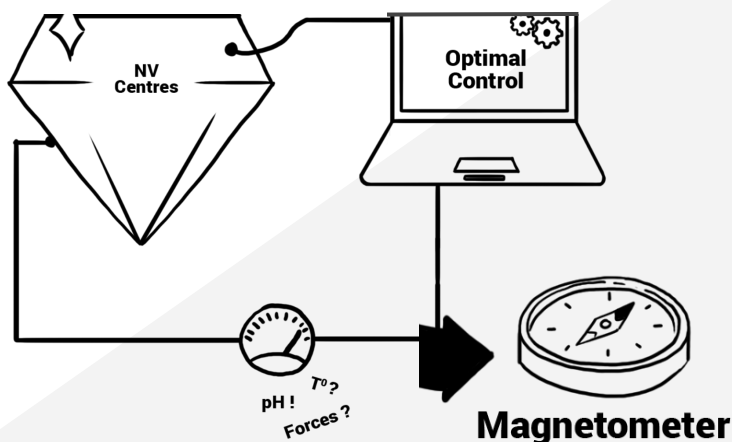 NV
Centres
Optimal
Control
T° ?
pH !
Forces ?
Magnetometer